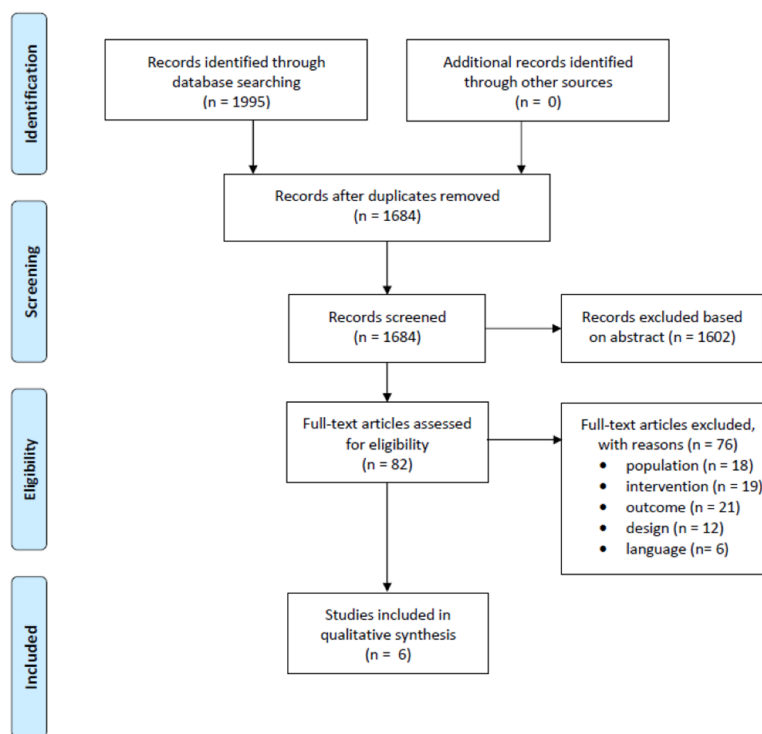 Identification
Records identified through
database searching
(n = 1995)
Additional records identified
through other sources
(n = 0)
Records after duplicates removed
(n = 1684)
Screening
Records screened
(n = 1684)
Records excluded based
on abstract (n = 1602)
Eligibility
Full-text articles assessed
for eligibility
(n = 82)
Full-text articles excluded,
with reasons (n = 76)
• population (n = 18)
• intervention (n = 19)
• outcome (n = 21)
• design (n = 12)
• language (n= 6)
Included
Studies included in
qualitative synthesis
(n = 6)